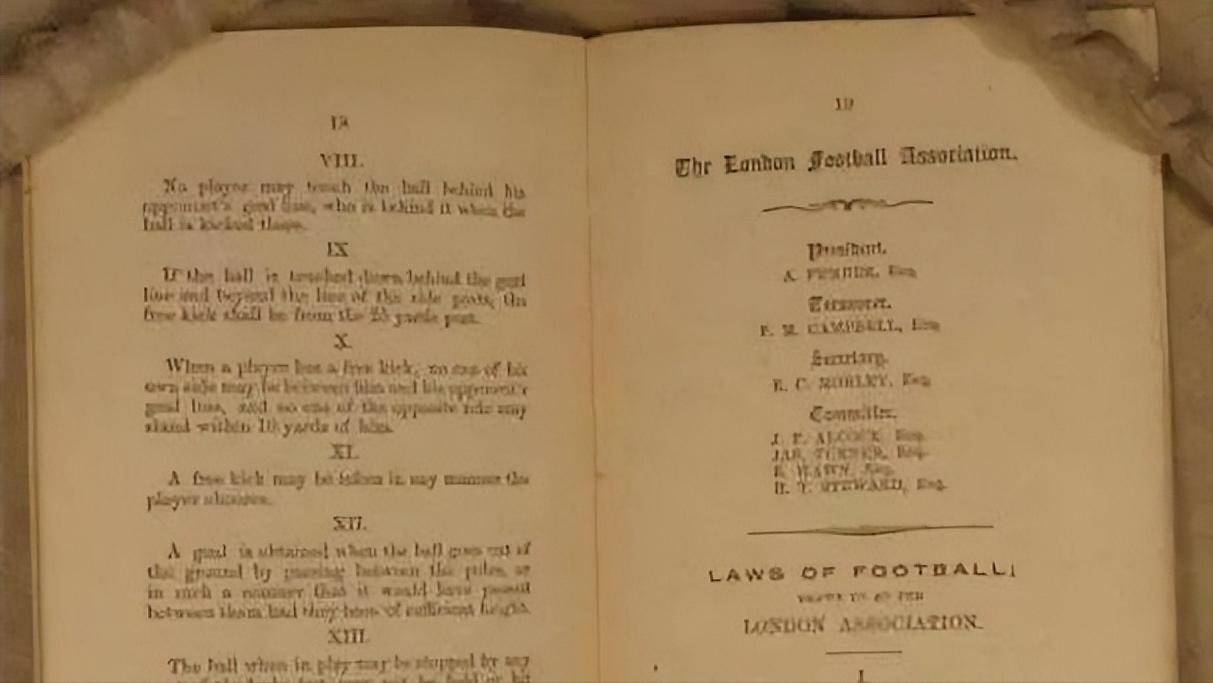 VIII.
No player may touch the ball behind his
opponent's goal line, who is behind it when the
ball is kicked there.
IX
If the ball is touched down behind the goal
line and beyond the line of the side posts, the
free kick shall be from the 25 yards post.
X.
When a player has a free kick, no one of his
own side may be between him and his opponent's
goal line, and no one of the opposite side may
stand within 10 yards of him.
XI.
A free kick may be taken in any manner the
player chooses.
XII.
A goal is obtained when the ball goes out of
the ground by passing between the poles or
in such a manner that it would have passed
between them had they been of sufficient height.
XIII.
The ball when in play may be stopped by any
19
The London Football Association.
President.
A. Esq
Treasurer.
CAMPBELL, Esq
Secretary.
E. C. MORLEY, Esq
Committee.
J. F. ALCOCK, Esq
JAS. TURNER, Esq.
Esq.
H. T. STEWARD, Esq.
LAWS OF FOOTBALL;
LONDON ASSOCIATION.
I